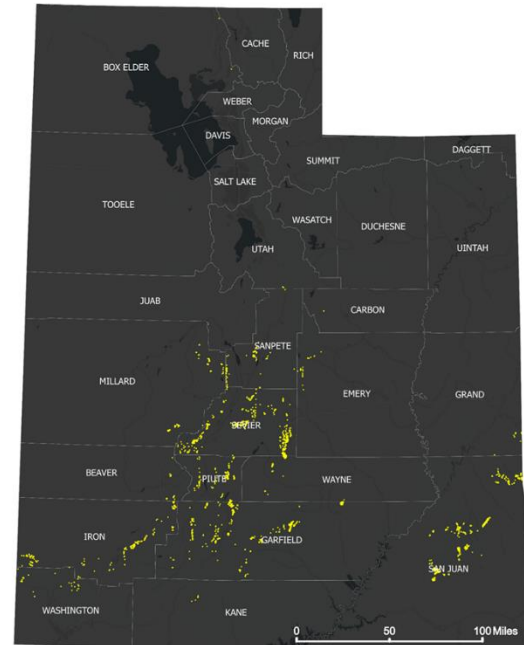 CACHE
RICH
BOX ELDER
WEBER
MORGAN
DAVIS
DAGGETT
SUMMIT
SALT LAKE
TOOELE
WASATCH
DUCHESNE
UTAH
UINTAH
JUAB
CARBON
SANPETE
MILLARD
EMERY
GRAND
SEVIER
BEAVER
PIUTE
WAYNE
IRON
GARFIELD
SAN JUAN
WASHINGTON
KANE
0 50 100 Miles